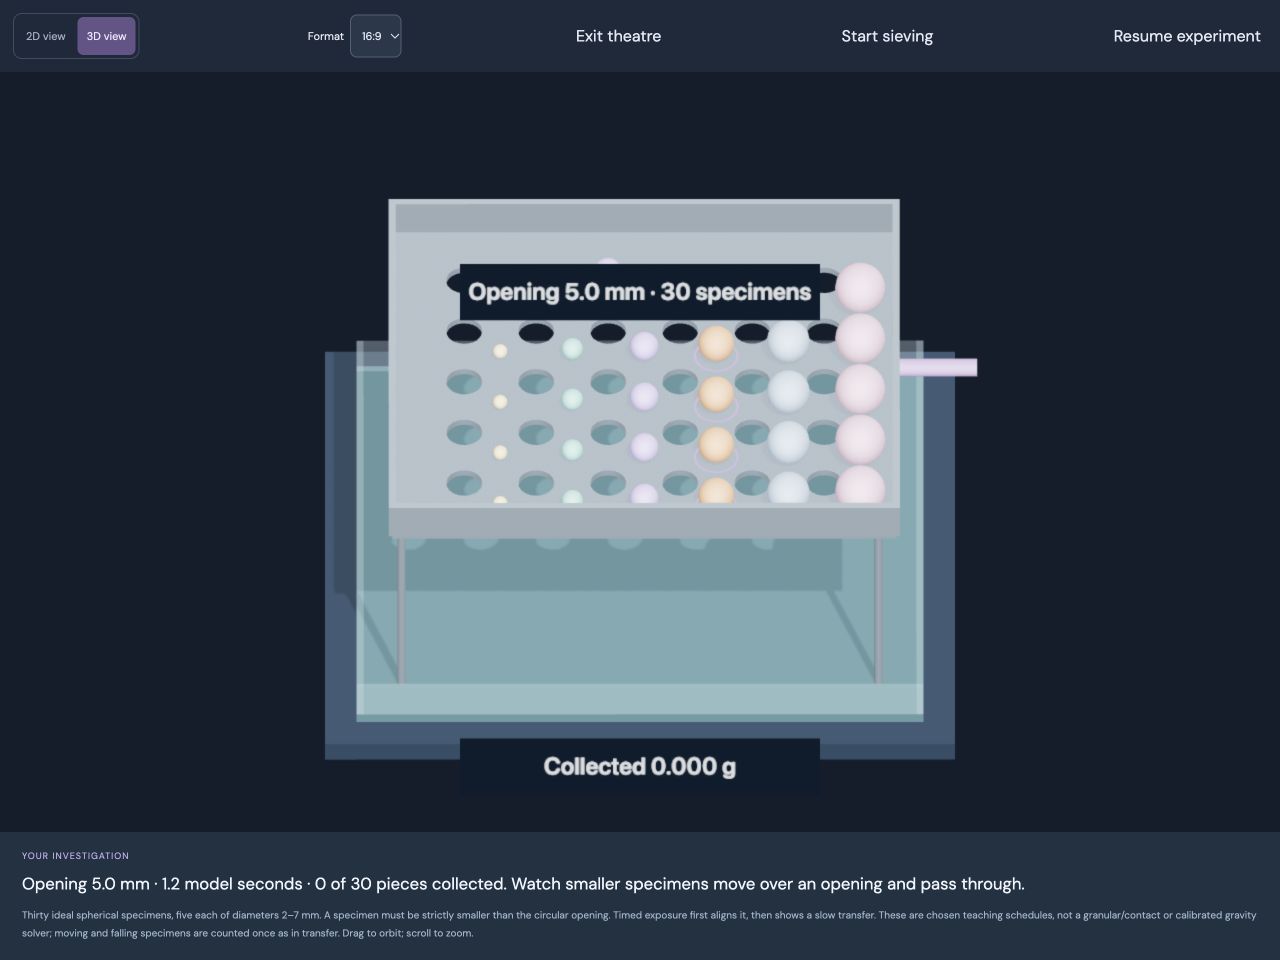 2D view
3D view
Format
16:9
Exit theatre
Start sieving
Resume experiment
Opening 5.0 mm · 30 specimens
Collected 0.000 g
YOUR INVESTIGATION
Opening 5.0 mm · 1.2 model seconds · 0 of 30 pieces collected. Watch smaller specimens move over an opening and pass through.
Thirty ideal spherical specimens, five each of diameters 2–7 mm. A specimen must be strictly smaller than the circular opening. Timed exposure first aligns it, then shows a slow transfer. These are chosen teaching schedules, not a granular/contact or calibrated gravity
solver; moving and falling specimens are counted once as in transfer. Drag to orbit; scroll to zoom.